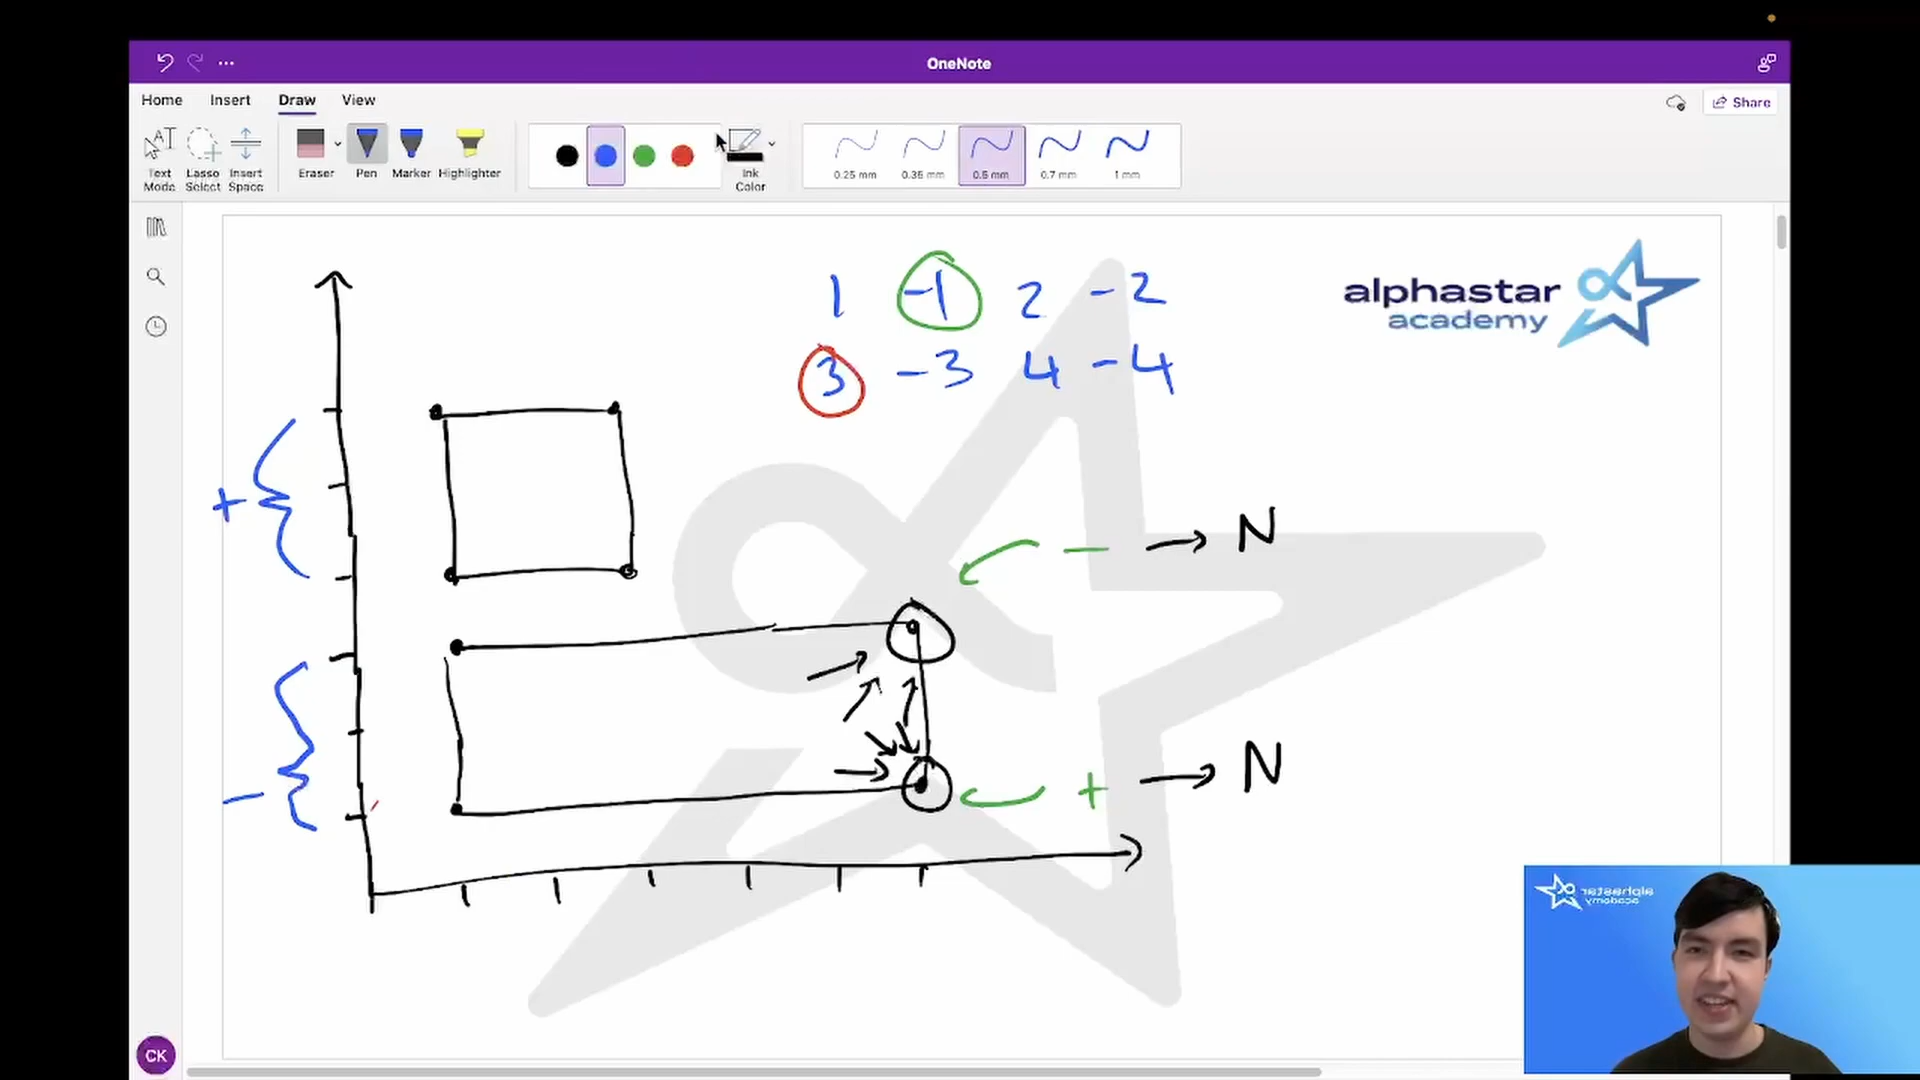 OneNote
Home Insert Draw View
Share
Text Mode
Lasso Select
Insert Space
Eraser
Pen
Marker
Highlighter
Ink Color
0.25 mm
0.35 mm
0.5 mm
0.7 mm
1 mm
1 -1 2 -2
3 -3 4 -4
alphastar
academy
+
- → N
-
+ → N
CK
alphastar
academy